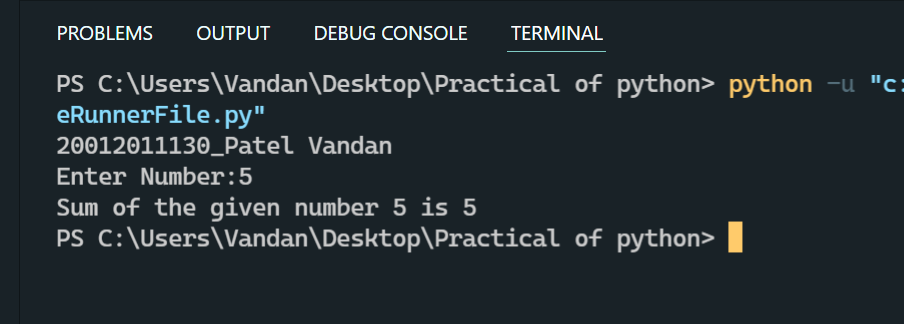 PROBLEMS OUTPUT DEBUG CONSOLE TERMINAL
PS C:\Users\Vandan\Desktop\Practical of python> python -u "c:
eRunnerFile.py"
20012011130_Patel Vandan
Enter Number:5
Sum of the given number 5 is 5
PS C:\Users\Vandan\Desktop\Practical of python>